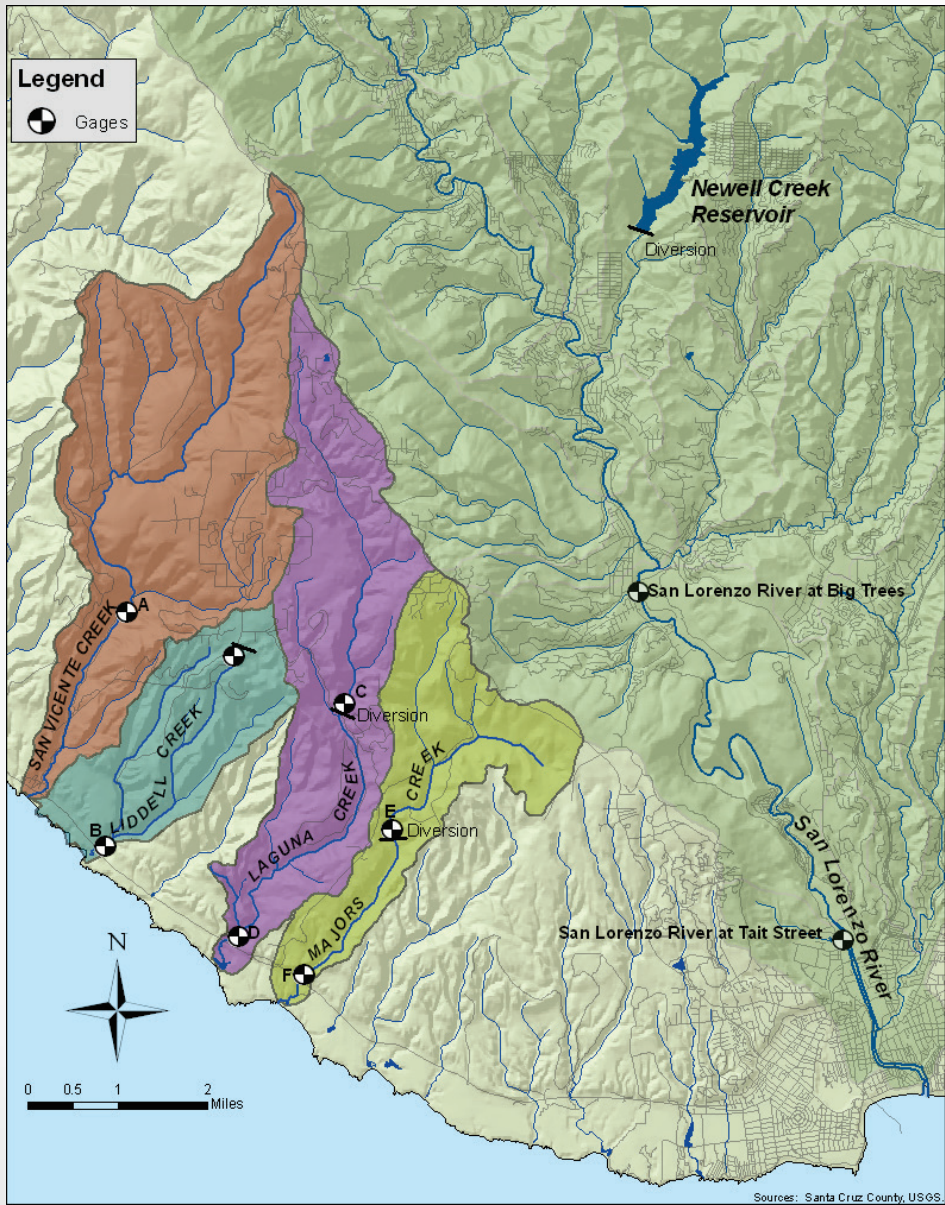 Legend
Gages
Newell Creek
Reservoir
Diversion
San Lorenzo River at Big Trees
A
SAN VICENTE CREEK
LIDDELL CREEK
B
C
Diversion
LAGUNA CREEK
D
E
Diversion
MAJORS CREEK
F
San Lorenzo River
San Lorenzo River at Tait Street
N
0 0.5 1 2
Miles
Sources: Santa Cruz County, USGS.